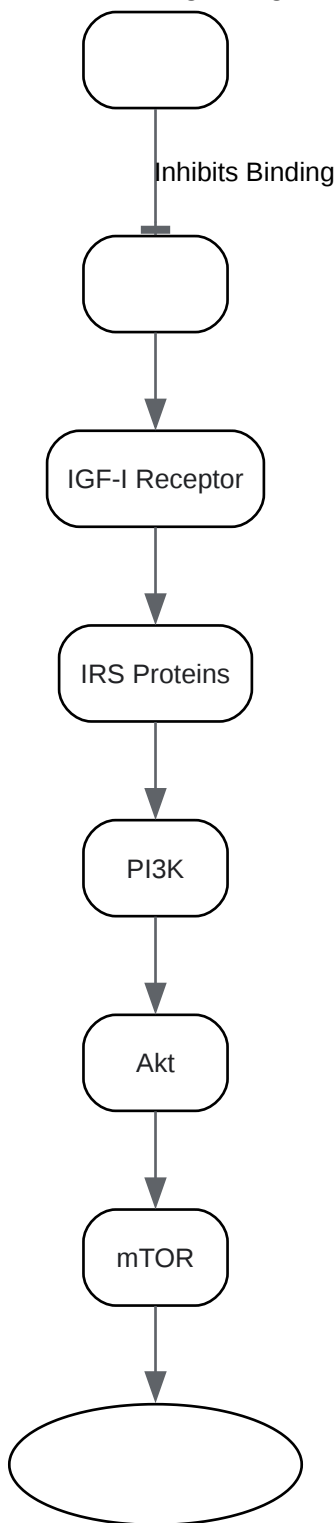 Inhibits Binding
IGF-I Receptor
IRS Proteins
PI3K
Akt
mTOR